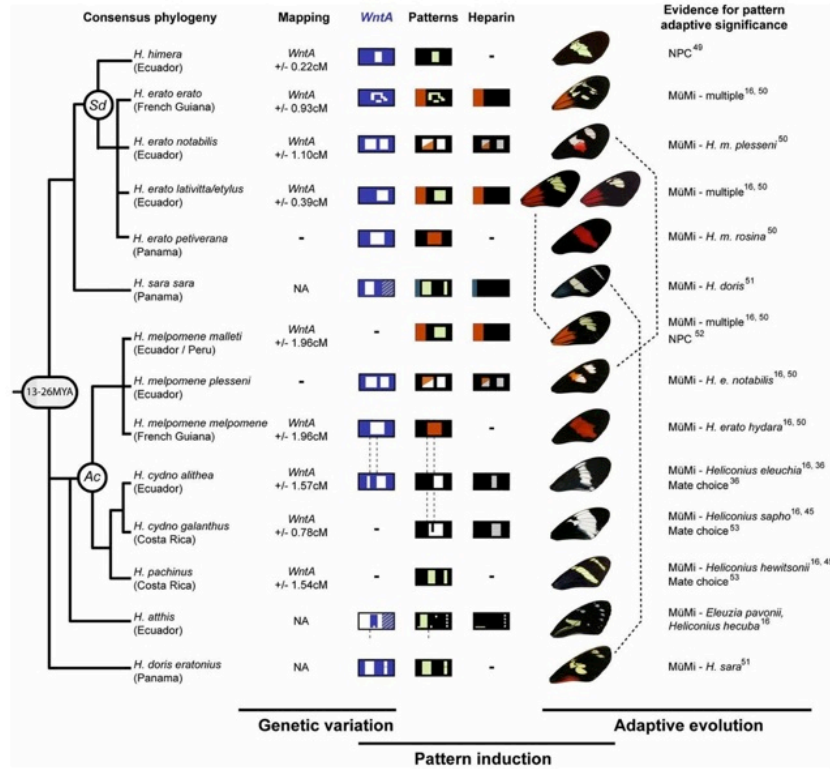 Consensus phylogeny Mapping WntA Patterns Heparin Evidence for pattern
adaptive significance
H. himera
(Ecuador)
WntA
+/- 0.22cM
-
NPC49
Sd
H. erato erato
(French Guiana)
WntA
+/- 0.93cM
MüMi - multiple16, 50
H. erato notabilis
(Ecuador)
WntA
+/- 1.10cM
MüMi - H. m. plesseni50
H. erato lativitta/etylus
(Ecuador)
WntA
+/- 0.39cM
MüMi - multiple16, 50
H. erato petiverana
(Panama)
-
-
MüMi - H. m. rosina50
H. sara sara
(Panama)
NA
MüMi - H. doris51
H. melpomene malleti
(Ecuador / Peru)
WntA
+/- 1.96cM
-
MüMi - multiple16, 50
NPC52
13-26MYA
H. melpomene plesseni
(Ecuador)
-
MüMi - H. e. notabilis16, 50
H. melpomene melpomene
(French Guiana)
WntA
+/- 1.96cM
-
MüMi - H. erato hydara16, 50
Ac
H. cydno alithea
(Ecuador)
WntA
+/- 1.57cM
MüMi - Heliconius eleuchia16, 36
Mate choice36
H. cydno galanthus
(Costa Rica)
WntA
+/- 0.78cM
-
MüMi - Heliconius sapho16, 45
Mate choice53
H. pachinus
(Costa Rica)
WntA
+/- 1.54cM
-
-
MüMi - Heliconius hewitsonii16, 45
Mate choice53
H. atthis
(Ecuador)
NA
MüMi - Eleuzia pavonii,
Heliconius hecuba16
H. doris eratonius
(Panama)
NA
-
MüMi - H. sara51
Genetic variation
Adaptive evolution
Pattern induction